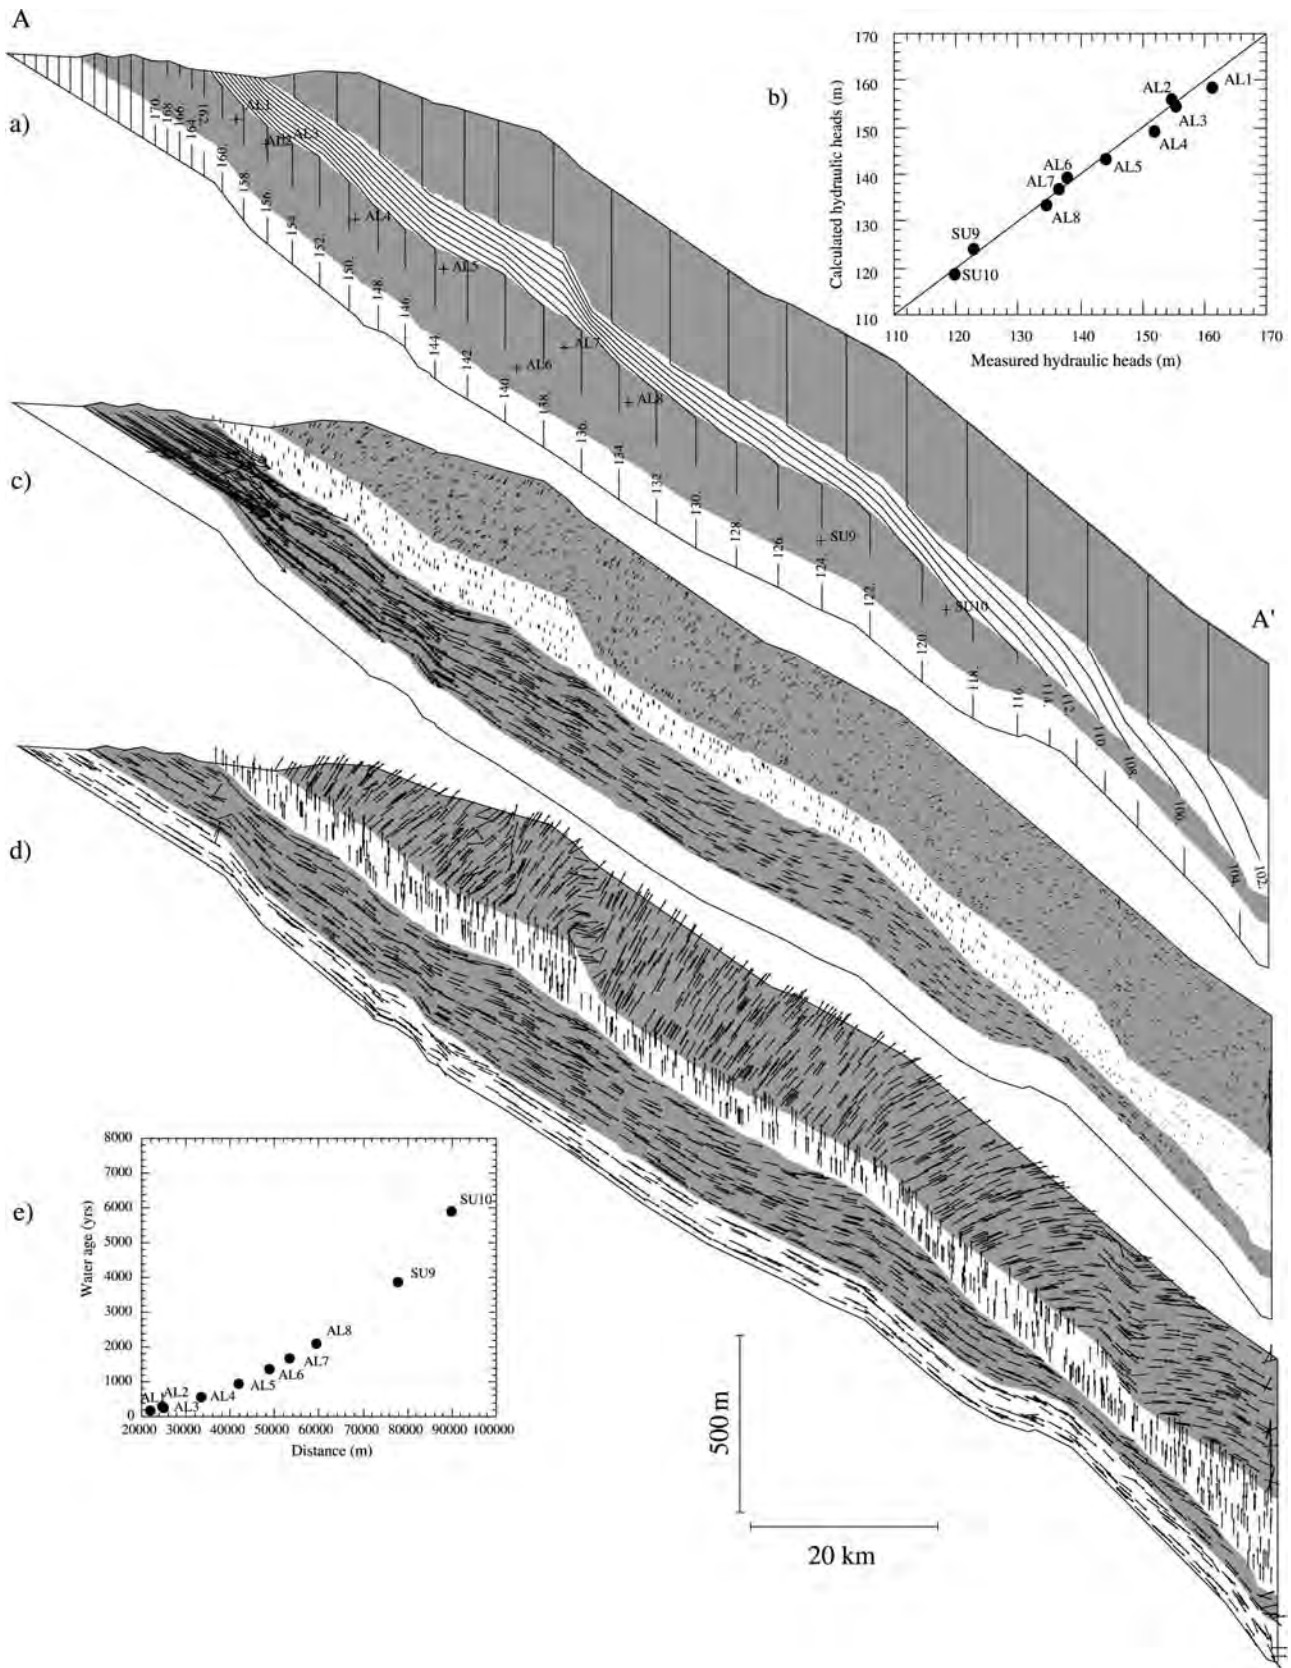 A
a)
170.
168
166.
164.
162
160.
158.
156.
154.
152.
150.
148.
146.
144
142.
140.
138.
136.
134.
132
130.
128
126.
124.
122.
120.
118.
116.
112.
110
108.
104.
102.
AL1
AL3
AL4
AL5
AL7
AL6
AL8
SU9
SU10
A'
b)
Calculated hydraulic heads (m)
170
160
150
140
130
120
110
110 120 130 140 150 160 170
Measured hydraulic heads (m)
AL2
AL1
AL3
AL4
AL6
AL5
AL7
AL8
SU9
SU10
c)
d)
e)
Water age (yrs)
8000
7000
6000
5000
4000
3000
2000
1000
0
20000 30000 40000 50000 60000 70000 80000 90000 100000
Distance (m)
SU10
SU9
AL8
AL7
AL6
AL5
AL4
AL2
AL3
500 m
20 km